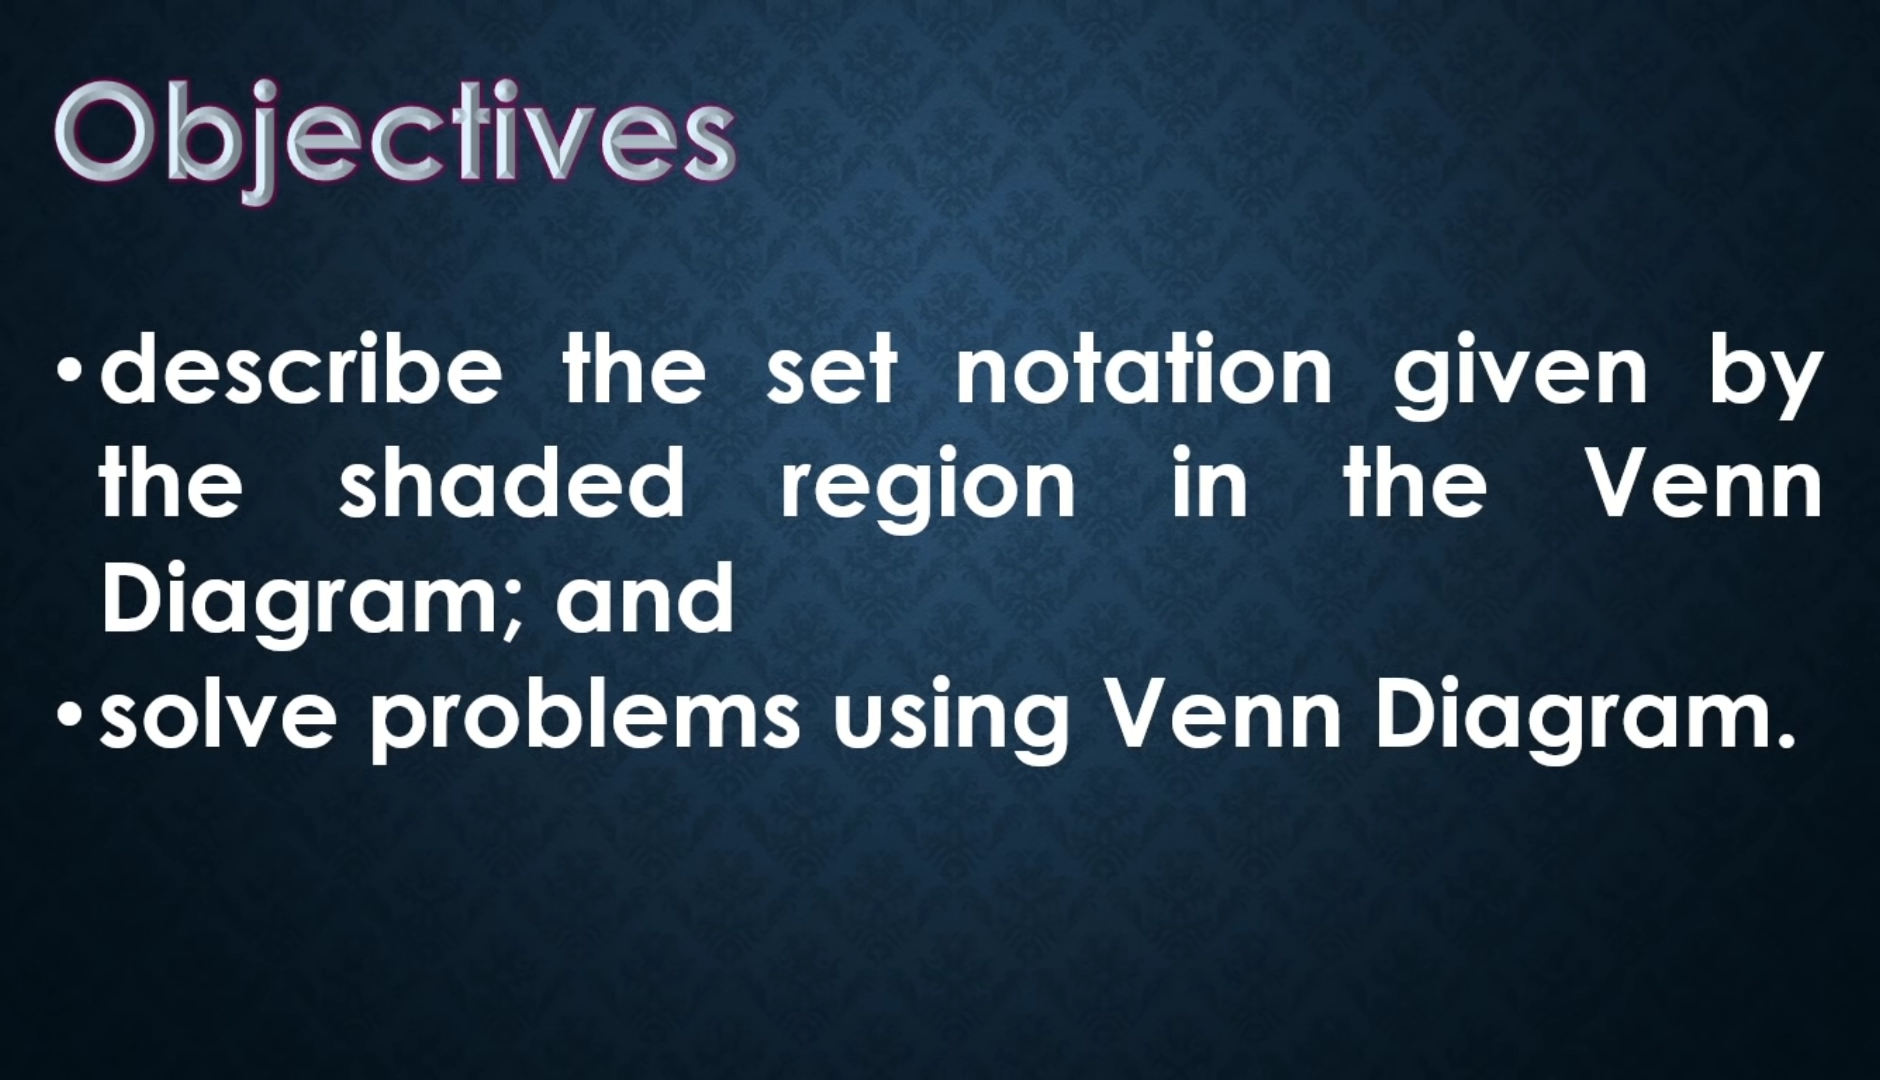 Objectives
• describe the set notation given by
the shaded region in the Venn
Diagram; and
• solve problems using Venn Diagram.